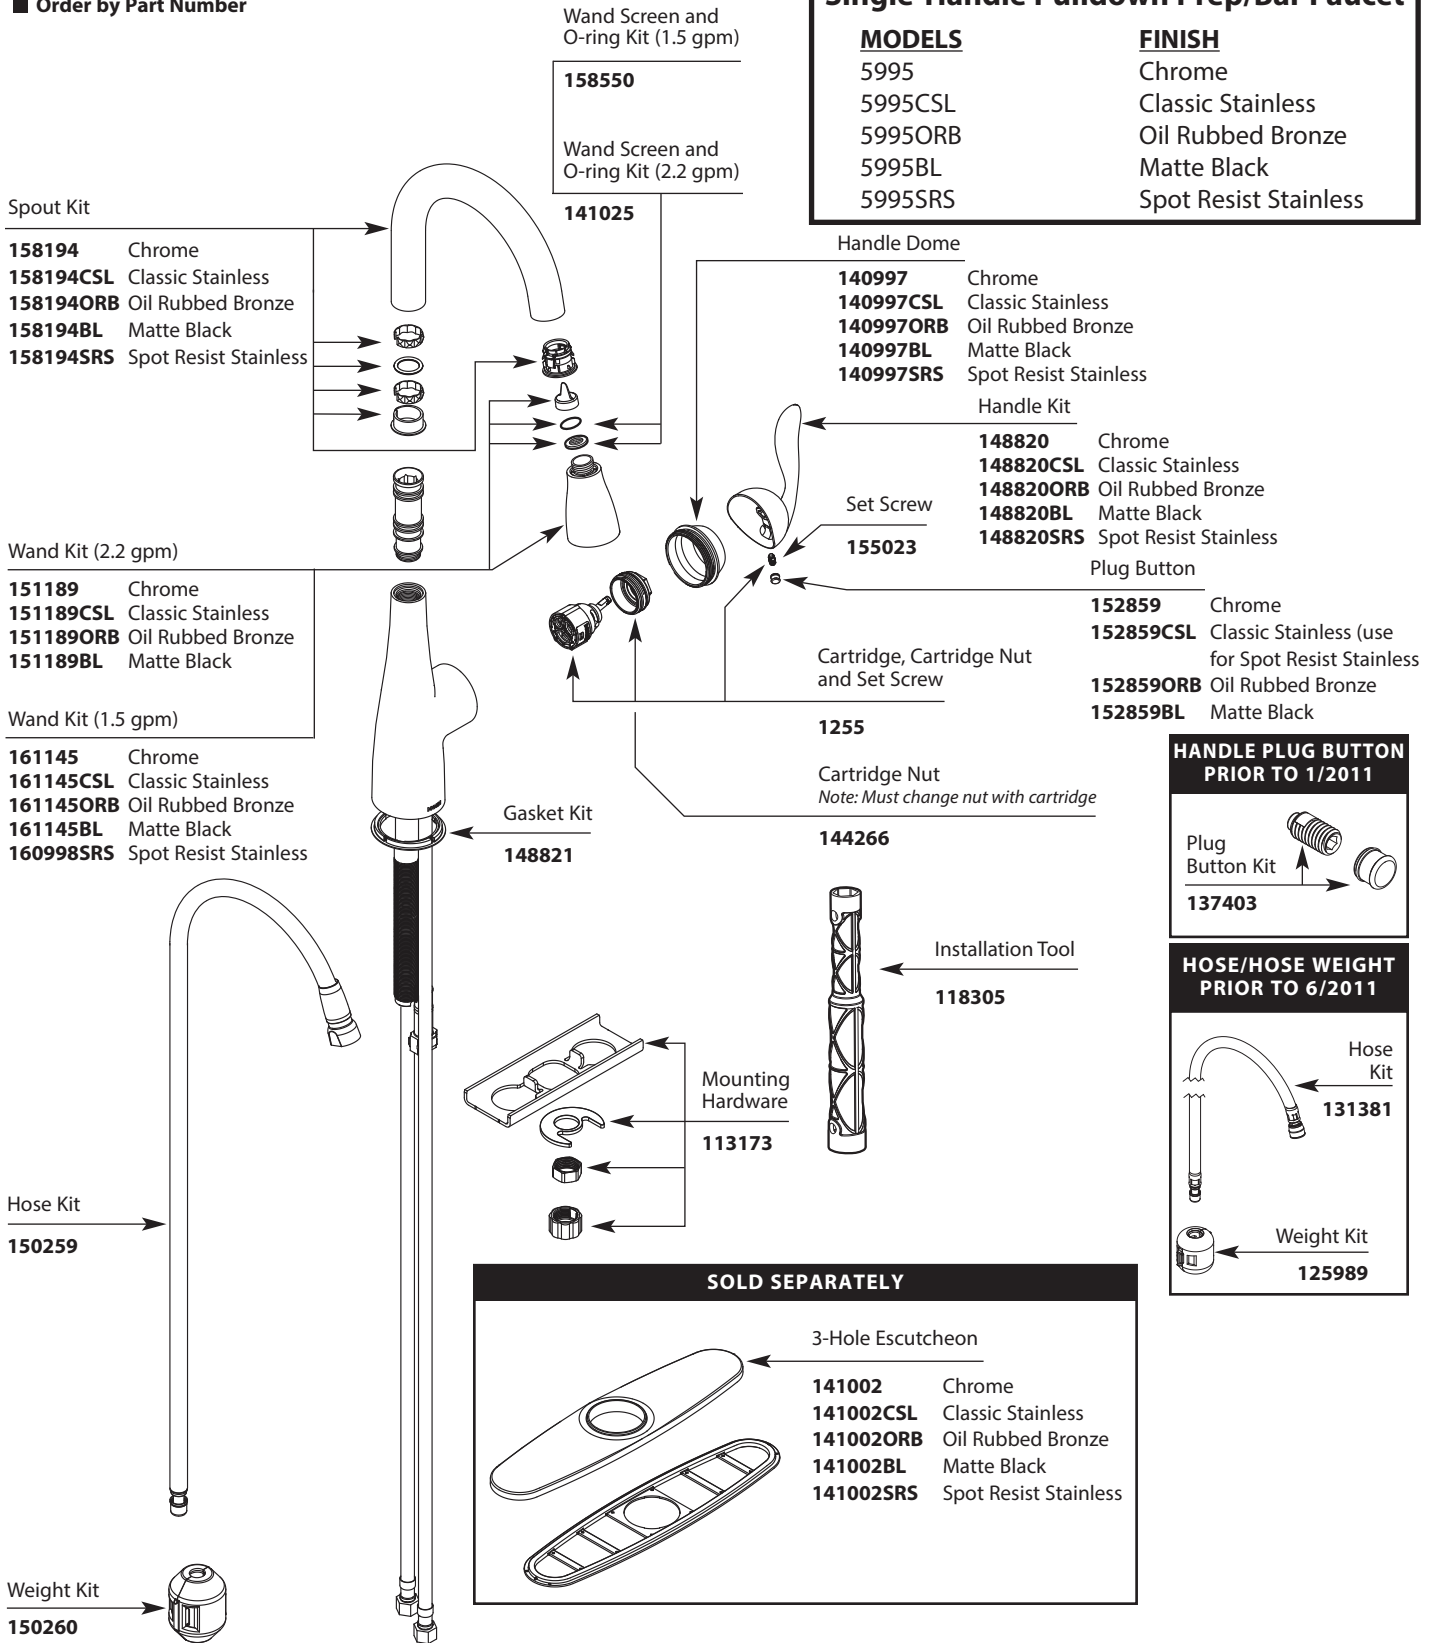 ■ Order by Part Number
Single-Handle Pulldown Prep/Bar Faucet
MODELS FINISH
5995 Chrome
5995CSL Classic Stainless
5995ORB Oil Rubbed Bronze
5995BL Matte Black
5995SRS Spot Resist Stainless
Wand Screen and
O-ring Kit (1.5 gpm)
158550
Wand Screen and
O-ring Kit (2.2 gpm)
141025
Spout Kit
158194 Chrome
158194CSL Classic Stainless
158194ORB Oil Rubbed Bronze
158194BL Matte Black
158194SRS Spot Resist Stainless
Handle Dome
140997 Chrome
140997CSL Classic Stainless
140997ORB Oil Rubbed Bronze
140997BL Matte Black
140997SRS Spot Resist Stainless
Handle Kit
148820 Chrome
148820CSL Classic Stainless
148820ORB Oil Rubbed Bronze
148820BL Matte Black
148820SRS Spot Resist Stainless
Set Screw
155023
Plug Button
152859 Chrome
152859CSL Classic Stainless (use
for Spot Resist Stainless
152859ORB Oil Rubbed Bronze
152859BL Matte Black
Wand Kit (2.2 gpm)
151189 Chrome
151189CSL Classic Stainless
151189ORB Oil Rubbed Bronze
151189BL Matte Black
Wand Kit (1.5 gpm)
161145 Chrome
161145CSL Classic Stainless
161145ORB Oil Rubbed Bronze
161145BL Matte Black
160998SRS Spot Resist Stainless
Cartridge, Cartridge Nut
and Set Screw
1255
Cartridge Nut
Note: Must change nut with cartridge
144266
Gasket Kit
148821
HANDLE PLUG BUTTON
PRIOR TO 1/2011
Plug
Button Kit
137403
Installation Tool
118305
HOSE/HOSE WEIGHT
PRIOR TO 6/2011
Hose
Kit
131381
Weight Kit
125989
Mounting
Hardware
113173
Hose Kit
150259
SOLD SEPARATELY
3-Hole Escutcheon
141002 Chrome
141002CSL Classic Stainless
141002ORB Oil Rubbed Bronze
141002BL Matte Black
141002SRS Spot Resist Stainless
Weight Kit
150260